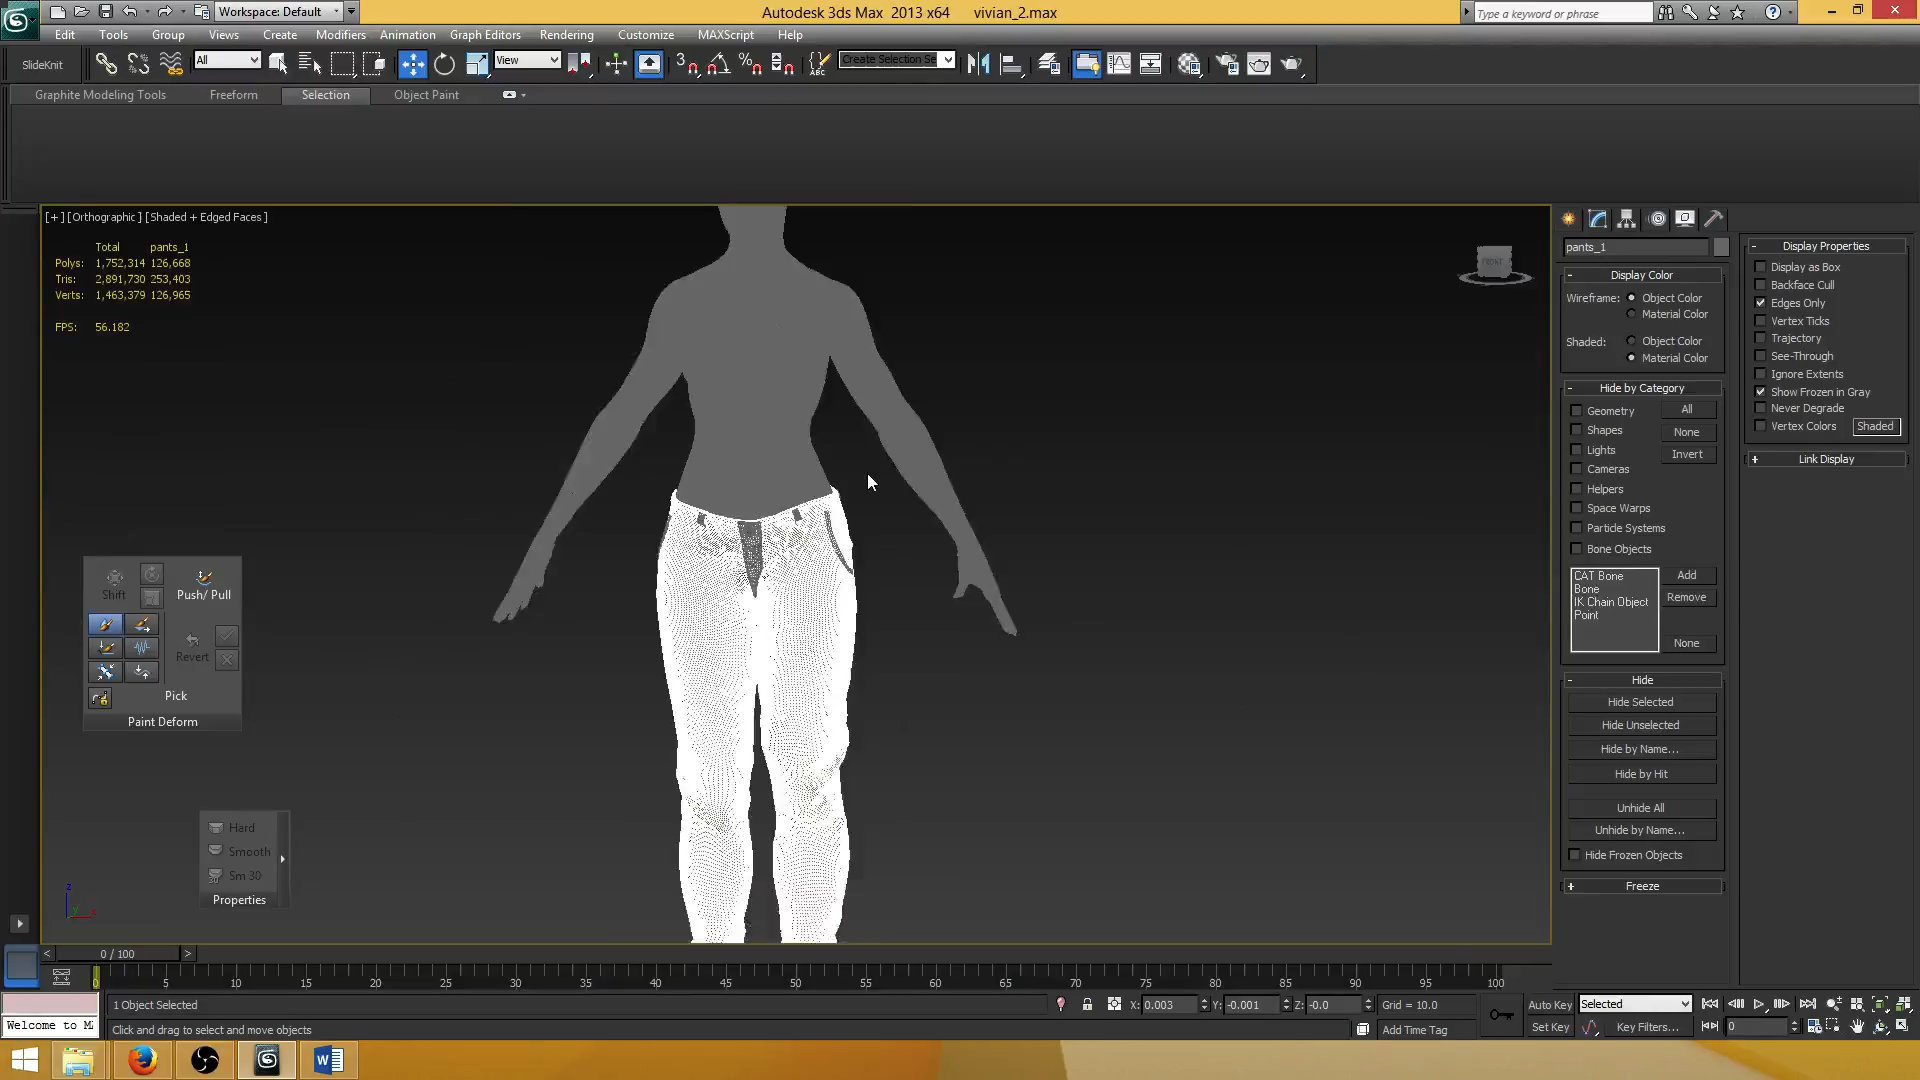 Workspace: Default
Autodesk 3ds Max 2013 x64 vivian_2.max
Type a keyword or phrase
Edit Tools Group Views Create Modifiers Animation Graph Editors Rendering Customize MAXScript Help
SlideKnit
All
View
3
ABC
Create Selection Se
Graphite Modeling Tools Freeform Selection Object Paint
[+][Orthographic][Shaded + Edged Faces]
Total pants_1
Polys: 1,752,314 126,668
Tris: 2,891,730 253,403
Verts: 1,463,379 126,965
FPS: 56.182
FRONT
Shift
Push/ Pull
Revert
Pick
Paint Deform
Hard
Smooth
Sm 30
Properties
z
pants_1
Display Color
Wireframe: Object Color
Material Color
Shaded: Object Color
Material Color
Hide by Category
Geometry All
Shapes None
Lights Invert
Cameras
Helpers
Space Warps
Particle Systems
Bone Objects
CAT Bone
Bone
IK Chain Object
Point
Add
Remove
None
Hide
Hide Selected
Hide Unselected
Hide by Name...
Hide by Hit
Unhide All
Unhide by Name...
Hide Frozen Objects
Freeze
Display Properties
Display as Box
Backface Cull
Edges Only
Vertex Ticks
Trajectory
See-Through
Ignore Extents
Show Frozen in Gray
Never Degrade
Vertex Colors Shaded
Link Display
< 0 / 100 >
0 5 10 15 20 25 30 35 40 45 50 55 60 65 70 75 80 85 90 95 100
1 Object Selected
X: 0.003 Y: -0.001 Z: -0.0 Grid = 10.0
Auto Key Selected
Welcome to M
Click and drag to select and move objects
Add Time Tag
Set Key Key Filters... 0